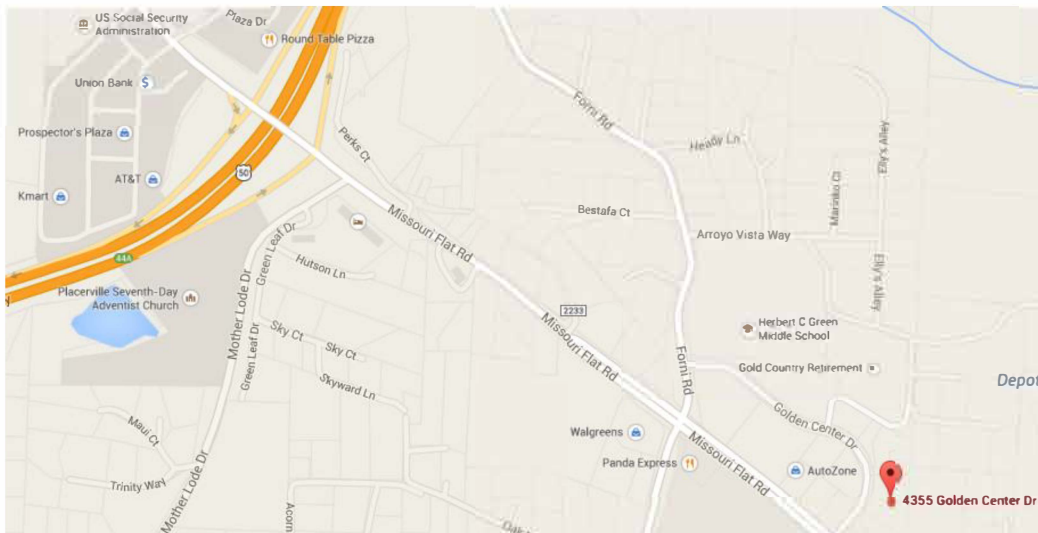 US Social Security
Administration
Plaza Dr
Round Table Pizza
Union Bank
$
Prospector's Plaza
AT&T
Kmart
50
44A
Perks Ct
Forni Rd
Heady Ln
Elly's Alley
Marinko Ct
Bestafa Ct
Arroyo Vista Way
Missouri Flat Rd
Green Leaf Dr
Hutson Ln
Elly's Alley
Placerville Seventh-Day
Adventist Church
Mother Lode Dr
2233
Herbert C Green
Middle School
Missouri Flat Rd
Sky Ct
Sky Ct
Green Leaf Dr
Forni Rd
Gold Country Retirement
Depot
Skyward Ln
Golden Center Dr
Maui Ct
Walgreens
Missouri Flat Rd
Panda Express
AutoZone
Trinity Way
Mother Lode Dr
4355 Golden Center Dr
Acorn